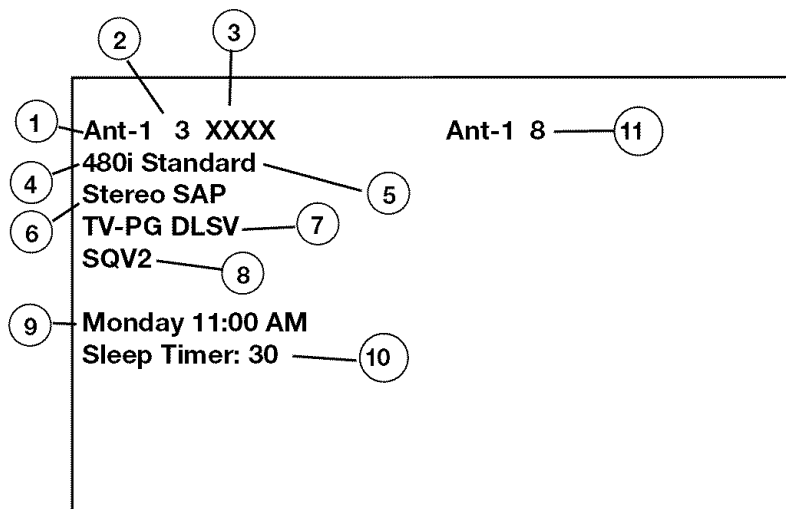 2 3
1 Ant-1 3 XXXX Ant-1 8 11
4 480i Standard 5
6 Stereo SAP
TV-PG DLSV 7
SQV2 8
9 Monday 11:00 AM
Sleep Timer: 30 10